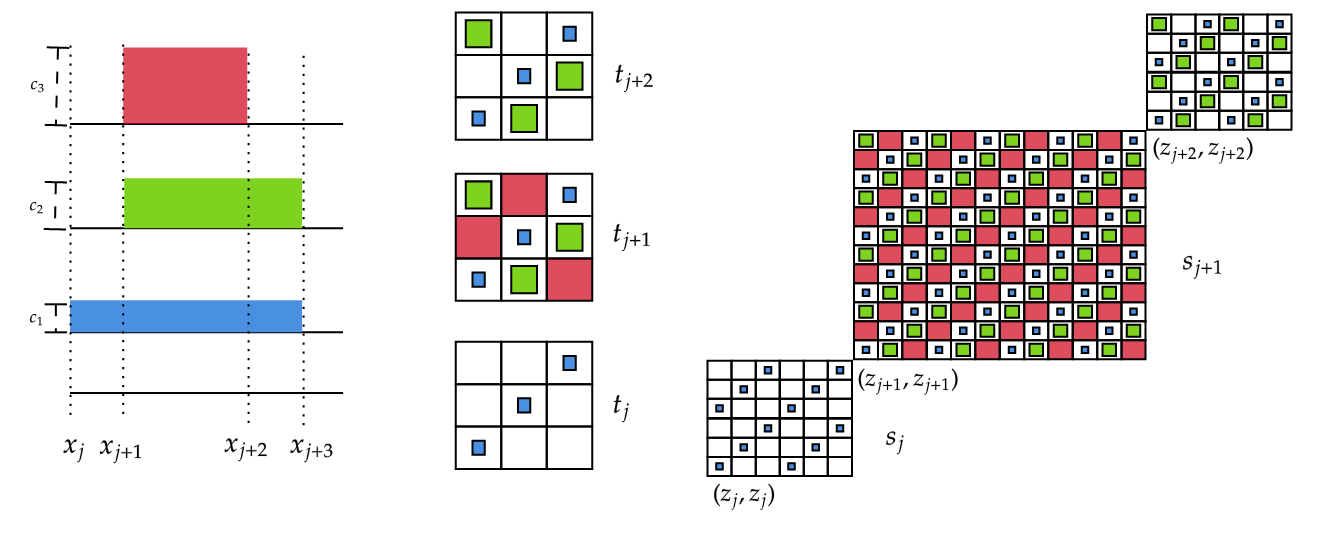 c₃
c₂
c₁
xⱼ xⱼ₊₁ xⱼ₊₂ xⱼ₊₃
tⱼ₊₂
tⱼ₊₁
tⱼ
(zⱼ₊₂, zⱼ₊₂)
sⱼ₊₁
(zⱼ₊₁, zⱼ₊₁)
sⱼ
(zⱼ, zⱼ)